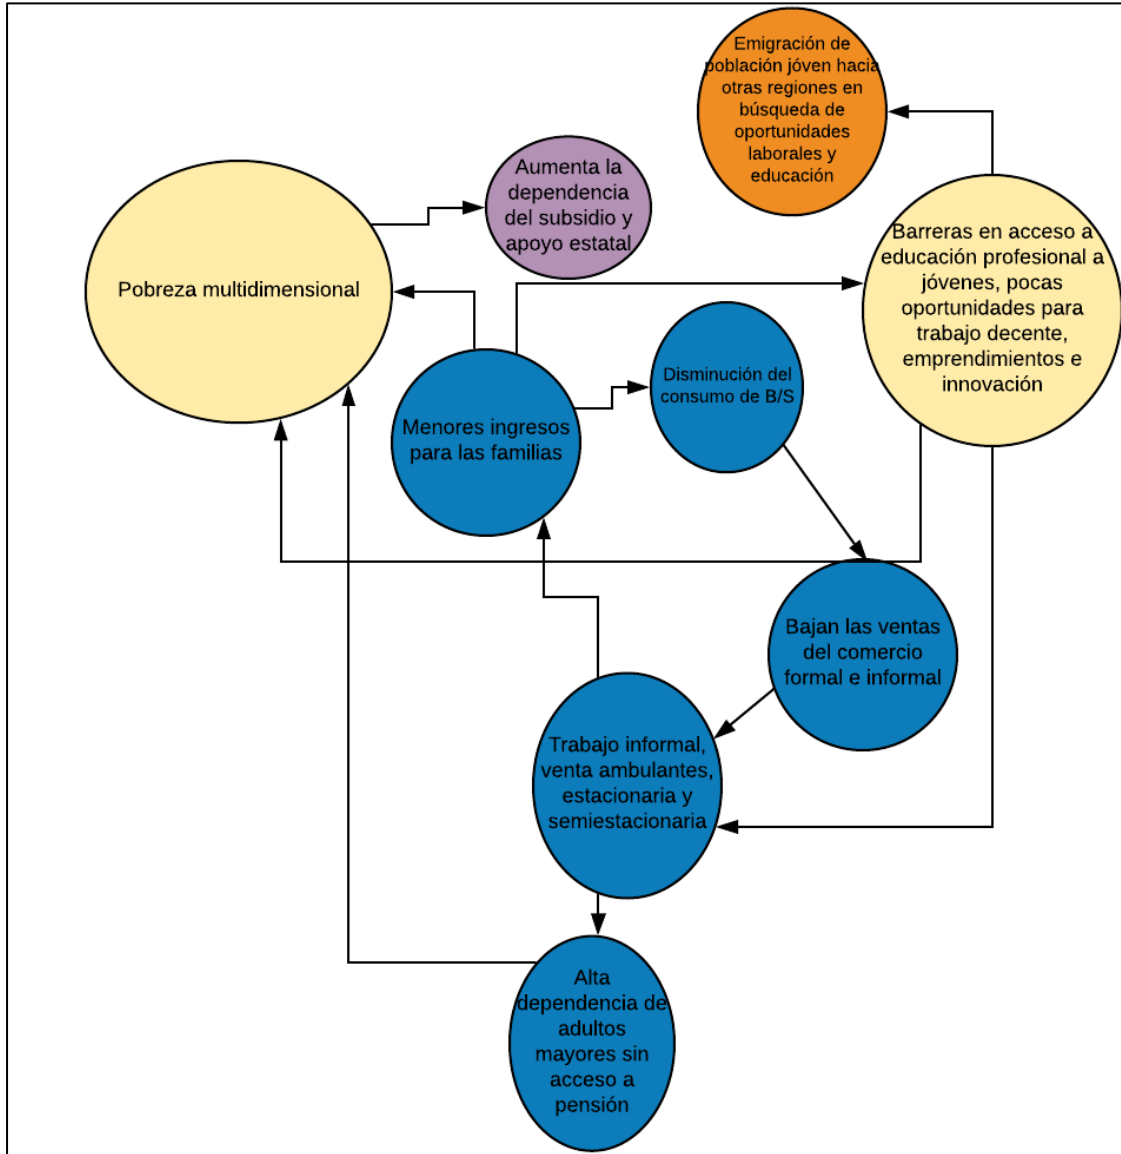 Emigración de
población jóven hacia
otras regiones en
búsqueda de
oportunidades
laborales y
educación
Aumenta la
dependencia
del subsidio y
apoyo estatal
Pobreza multidimensional
Barreras en acceso a
educación profesional a
jóvenes, pocas
oportunidades para
trabajo decente,
emprendimientos e
innovación
Disminución del
consumo de B/S
Menores ingresos
para las familias
Bajan las ventas
del comercio
formal e informal
Trabajo informal,
venta ambulantes,
estacionaria y
semiestacionaria
Alta
dependencia de
adultos
mayores sin
acceso a
pensión